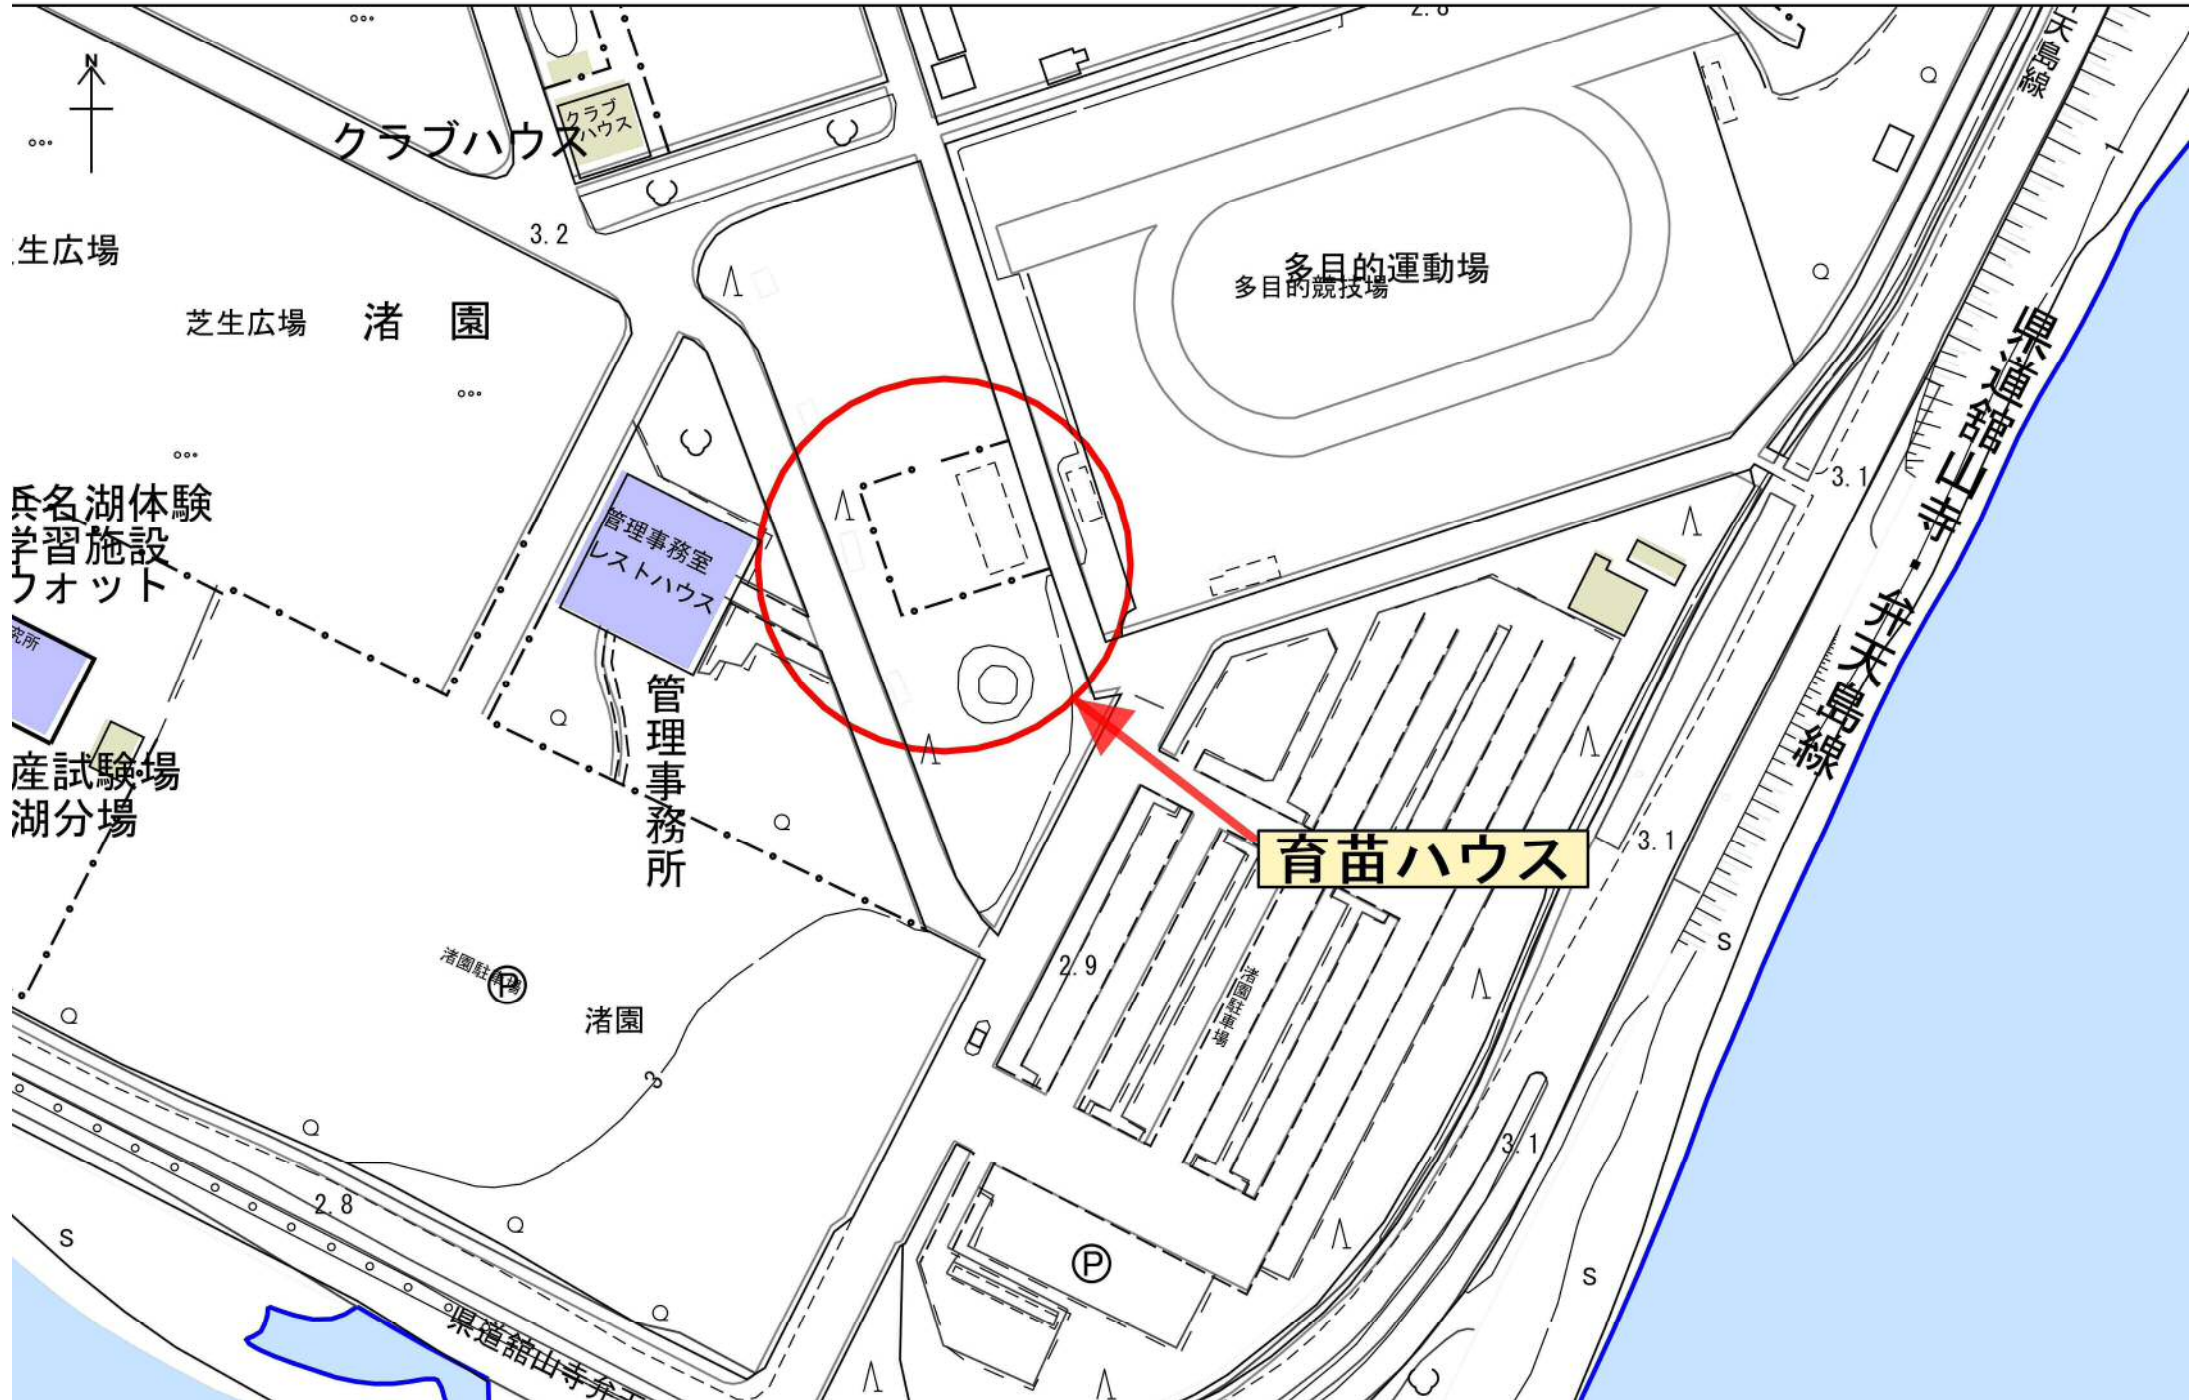 N
2.8
天島線
クラブ
ハウス
クラブハウス
3.2
生広場
芝生広場
渚 園
多目的運動場
多目的競技場
県道舘山寺・弁天島線
3.1
浜名湖体験
学習施設
ウォット
管理事務室
レストハウス
究所
管理事務所
産試験場
湖分場
育苗ハウス
3.1
2.9
渚園駐車場
渚園駐車場
P
渚園
3
S
3.1
2.8
S
P
S
県道舘山寺弁天